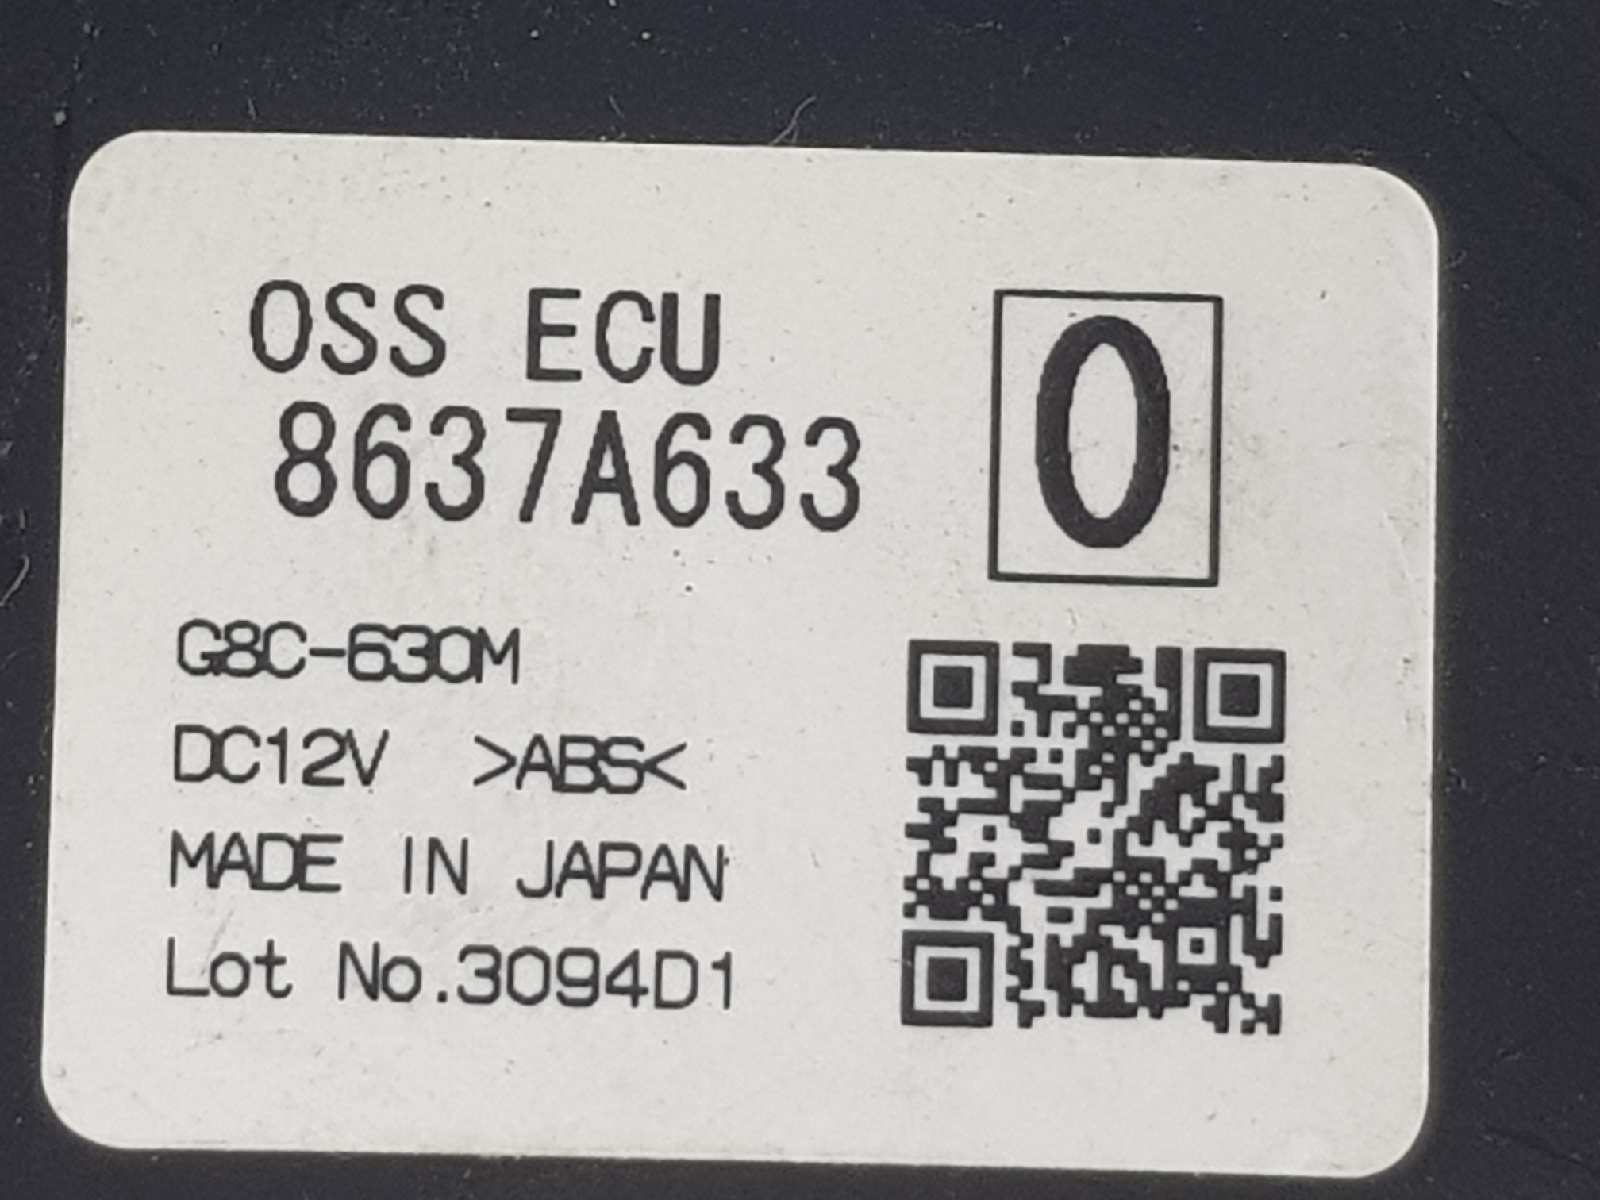 OSS ECU
8637A633
0
G8C-630M
DC12V >ABS<
MADE IN JAPAN
Lot No.3094D1